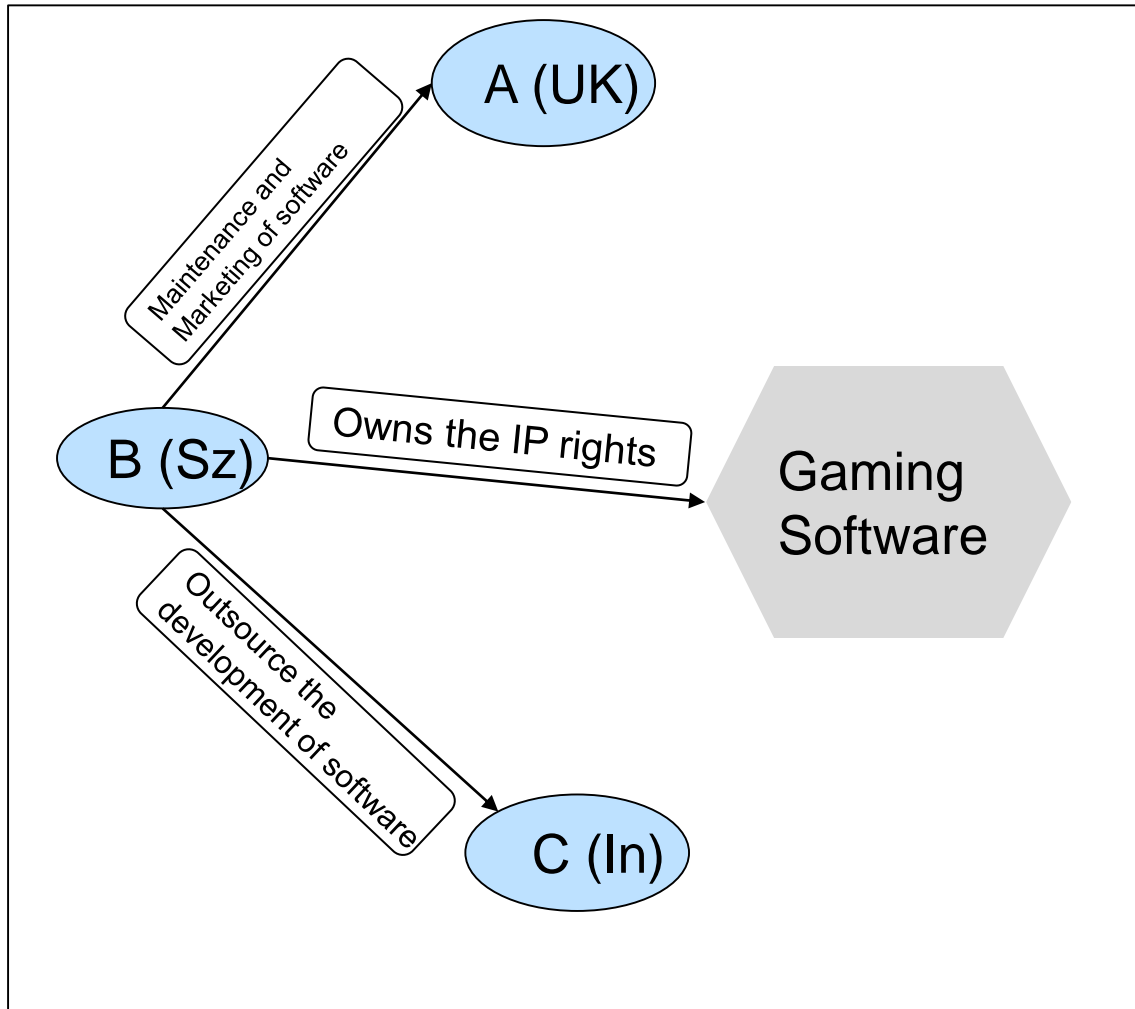 A (UK)
Maintenance and
Marketing of software
Owns the IP rights
B (Sz)
Gaming
Software
Outsource the
development of software
C (In)